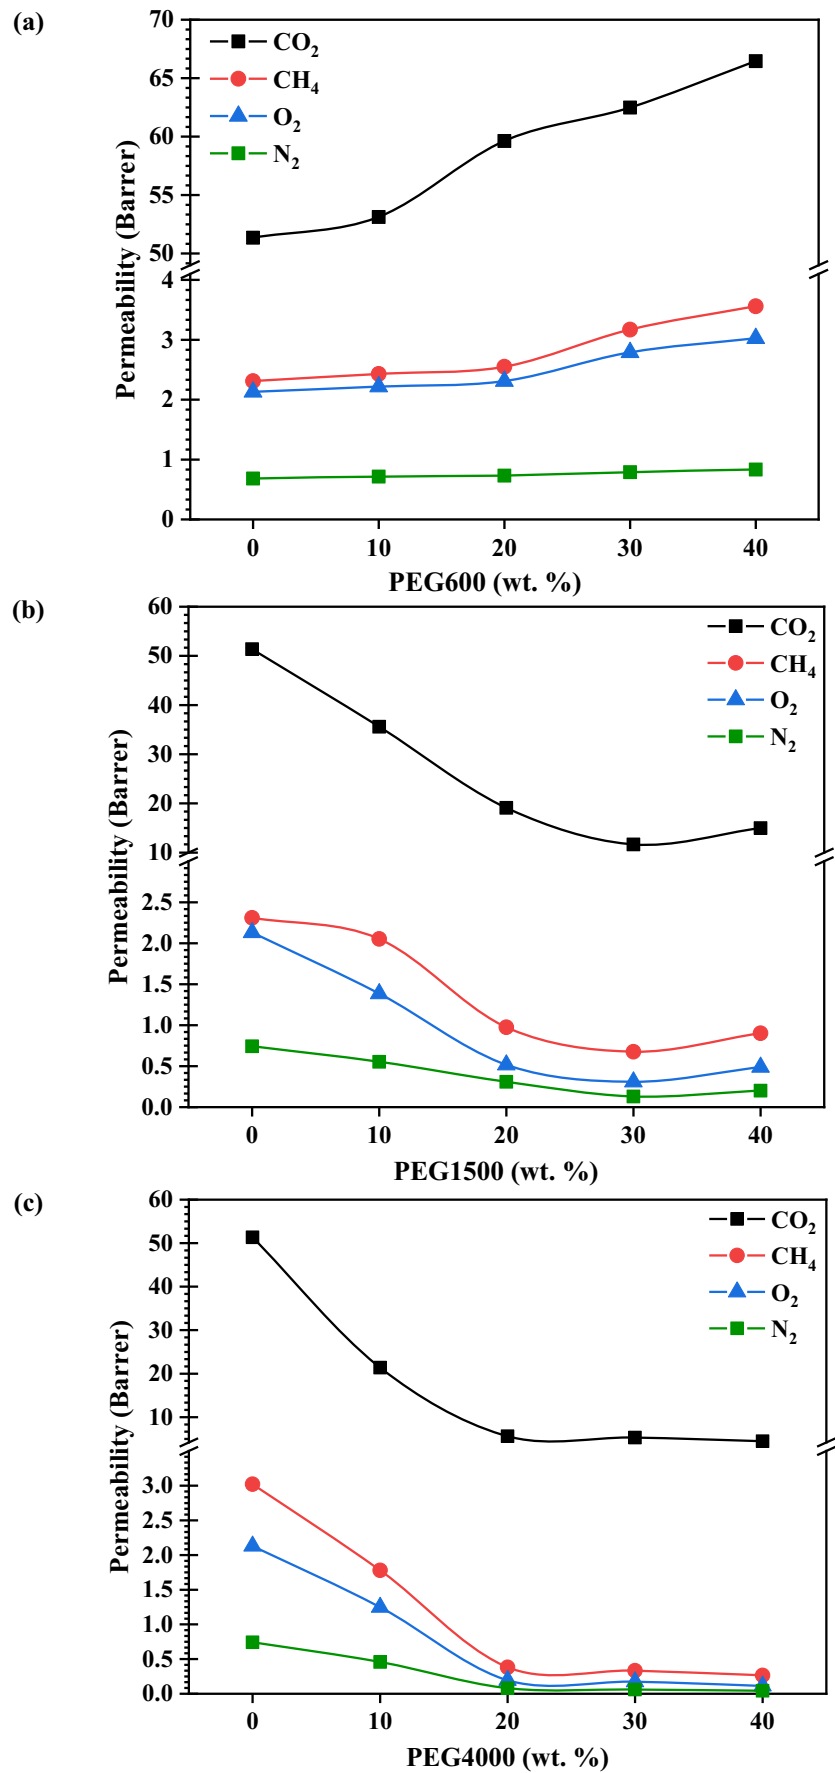 (a)
Permeability (Barrer)
70
65
60
55
50
4
3
2
1
0
CO₂
CH₄
O₂
N₂
0 10 20 30 40
PEG600 (wt. %)
(b)
Permeability (Barrer)
60
50
40
30
20
10
2.5
2.0
1.5
1.0
0.5
0.0
CO₂
CH₄
O₂
N₂
0 10 20 30 40
PEG1500 (wt. %)
(c)
Permeability (Barrer)
60
50
40
30
20
10
3.0
2.5
2.0
1.5
1.0
0.5
0.0
CO₂
CH₄
O₂
N₂
0 10 20 30 40
PEG4000 (wt. %)